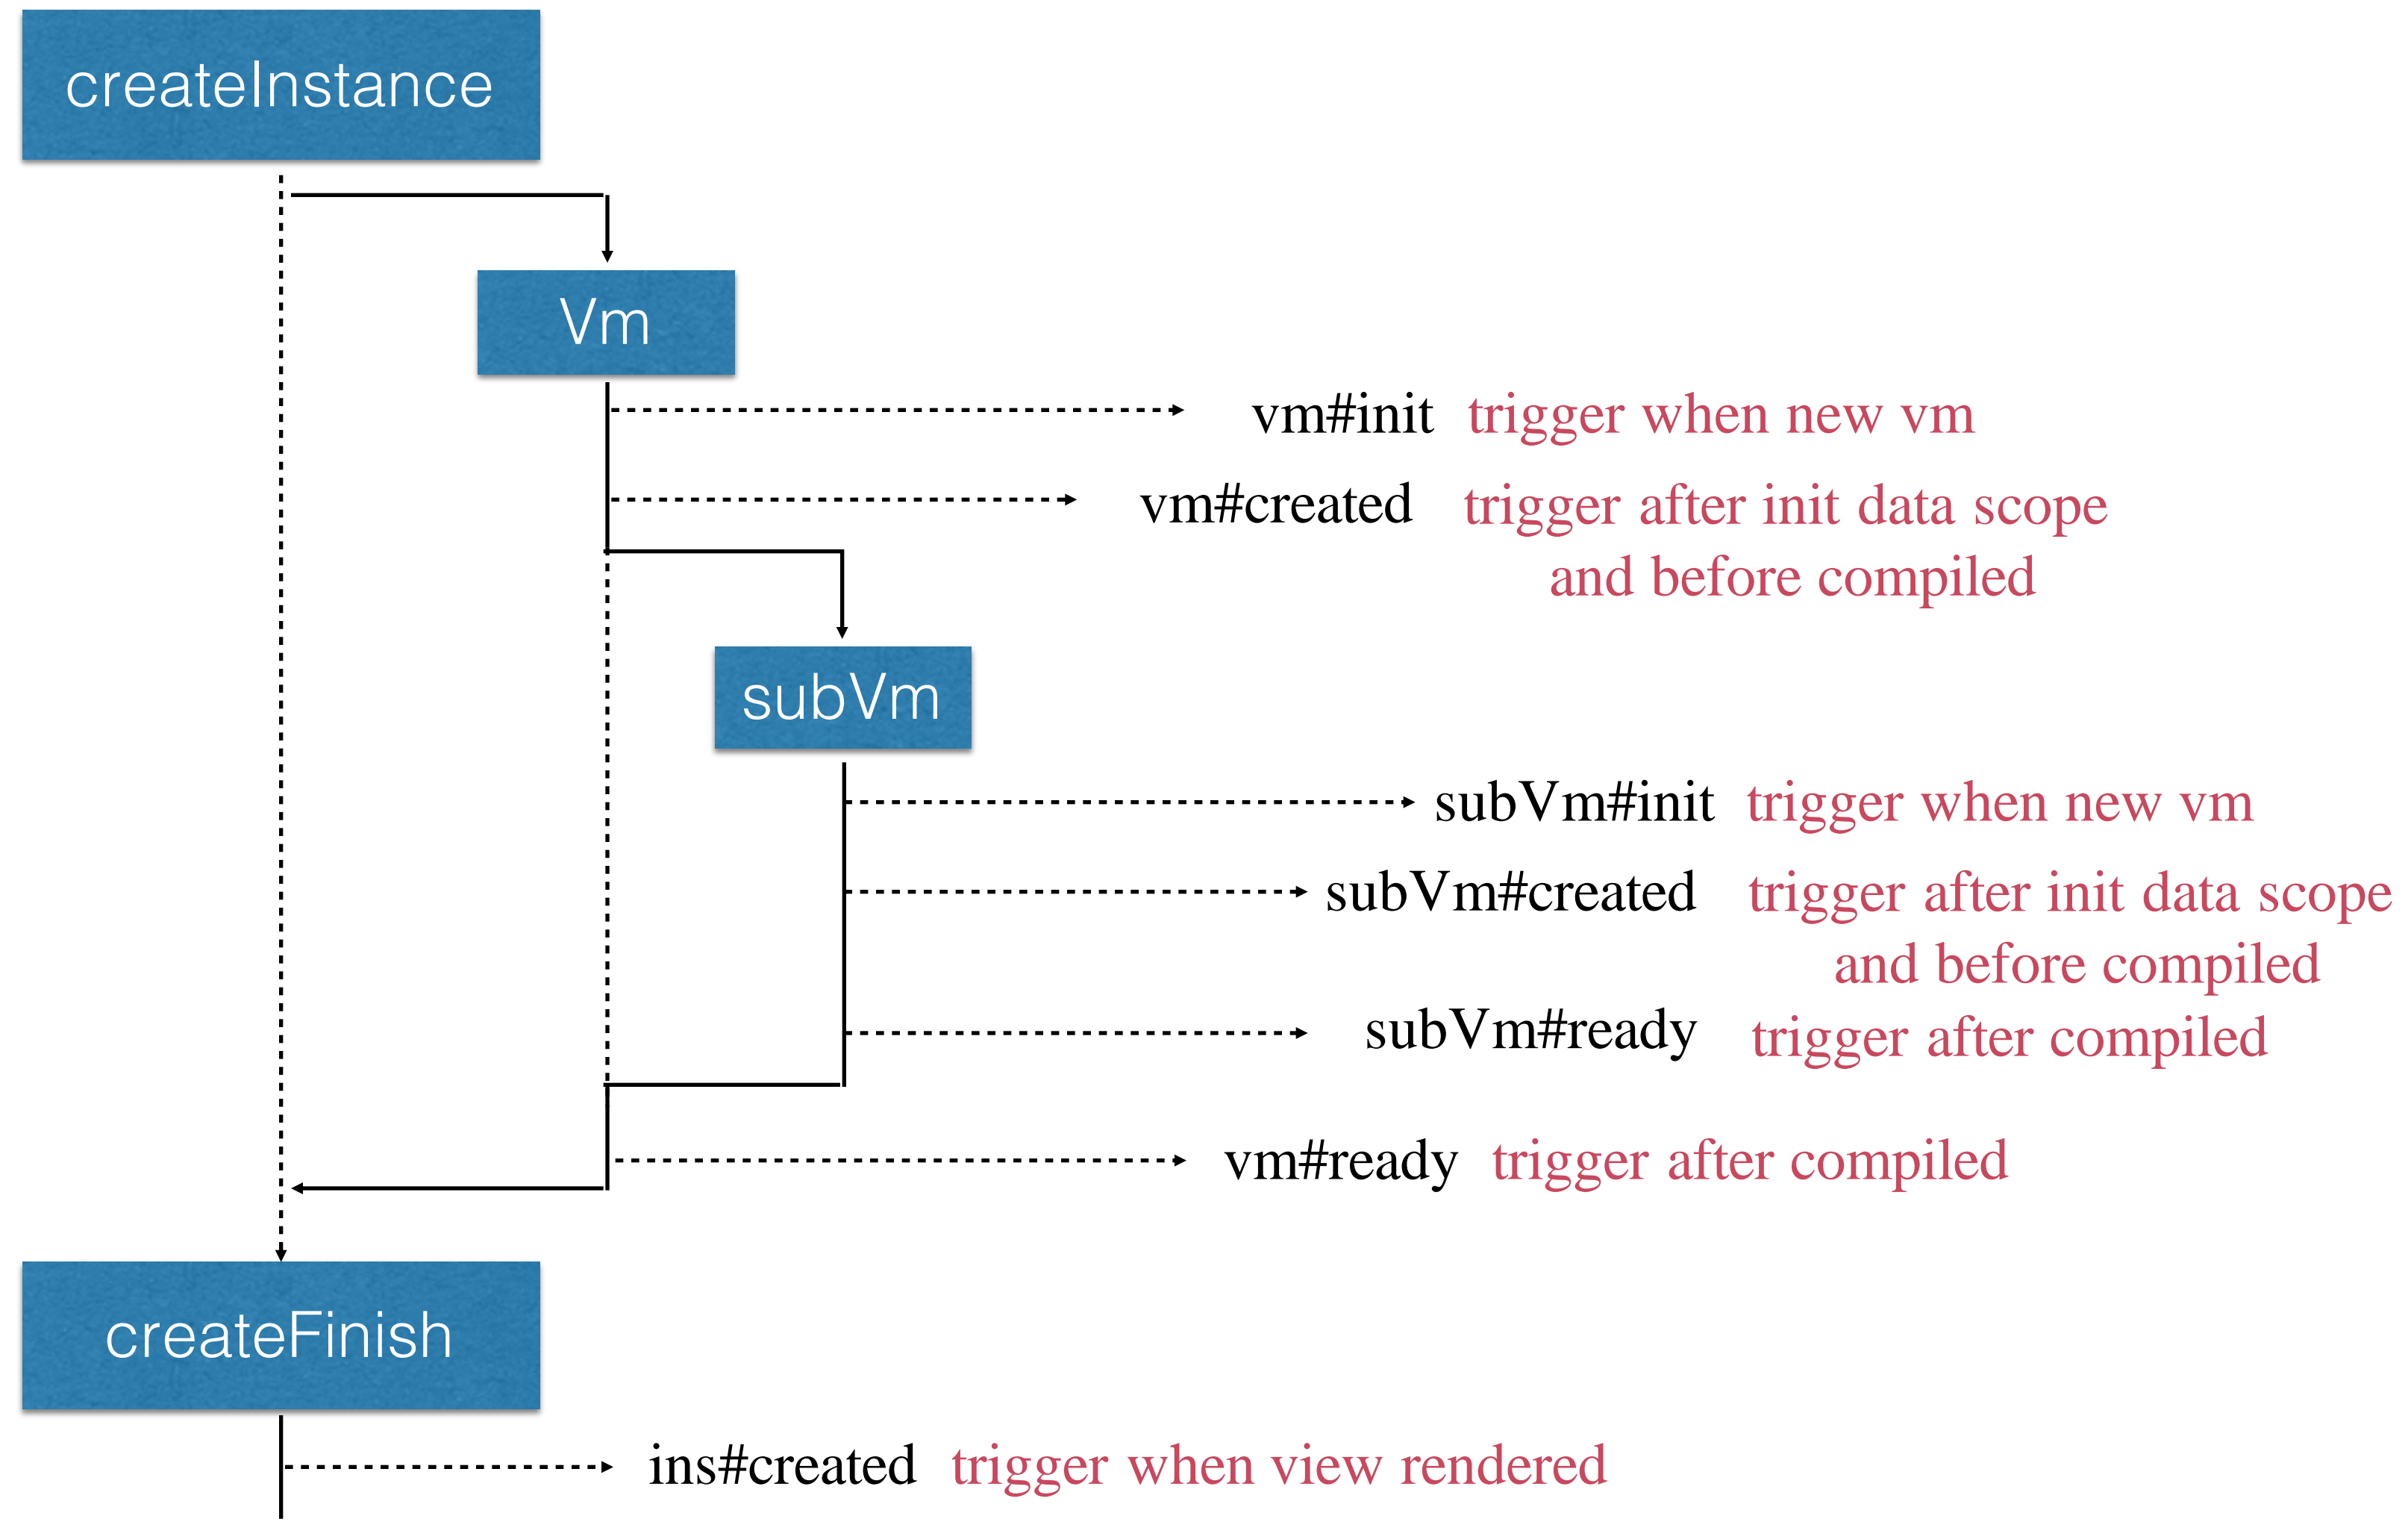 createInstance
Vm
vm#init trigger when new vm
vm#created trigger after init data scope
and before compiled
subVm
subVm#init trigger when new vm
subVm#created trigger after init data scope
and before compiled
subVm#ready trigger after compiled
vm#ready trigger after compiled
createFinish
ins#created trigger when view rendered